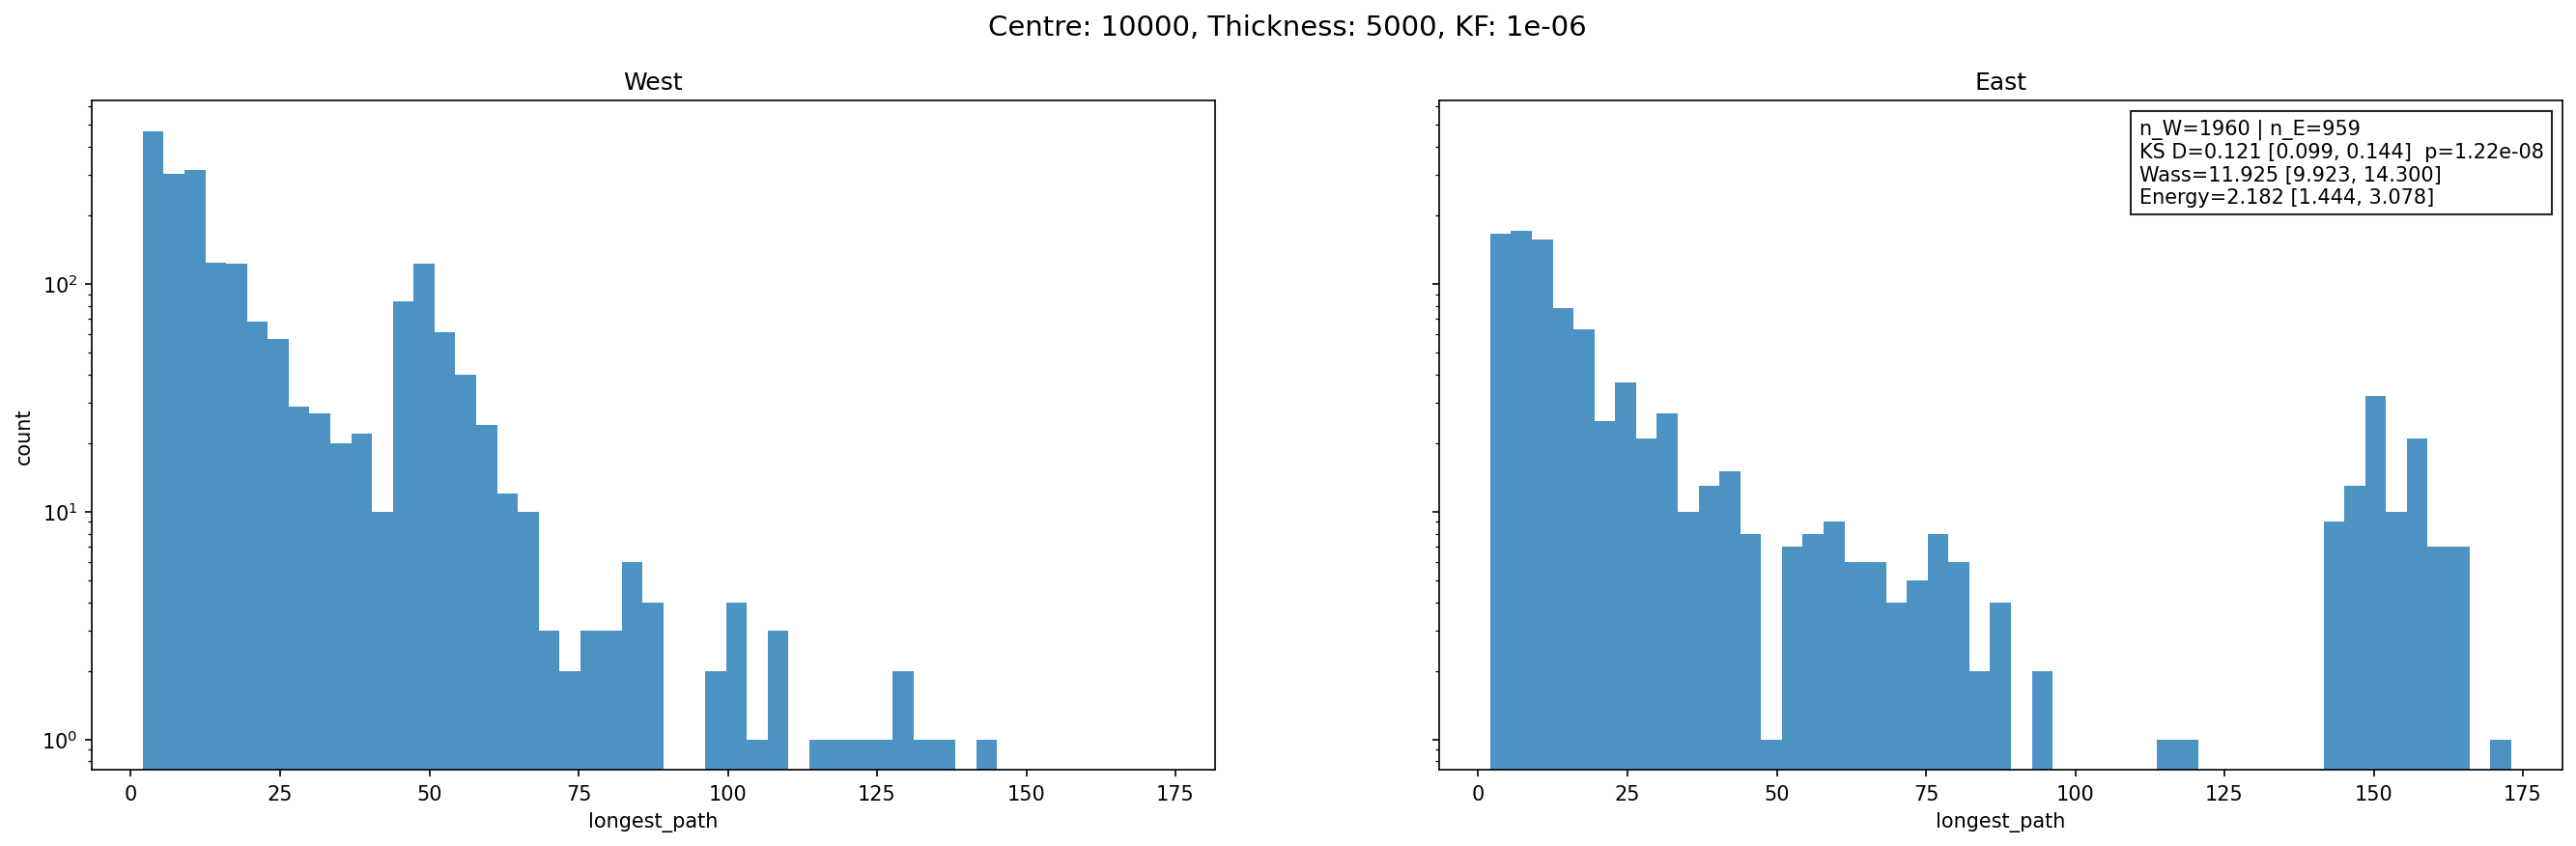 Centre: 10000, Thickness: 5000, KF: 1e-06
West
count
10²
10¹
10⁰
0 25 50 75 100 125 150 175
longest_path
East
n_W=1960 | n_E=959
KS D=0.121 [0.099, 0.144]  p=1.22e-08
Wass=11.925 [9.923, 14.300]
Energy=2.182 [1.444, 3.078]
0 25 50 75 100 125 150 175
longest_path